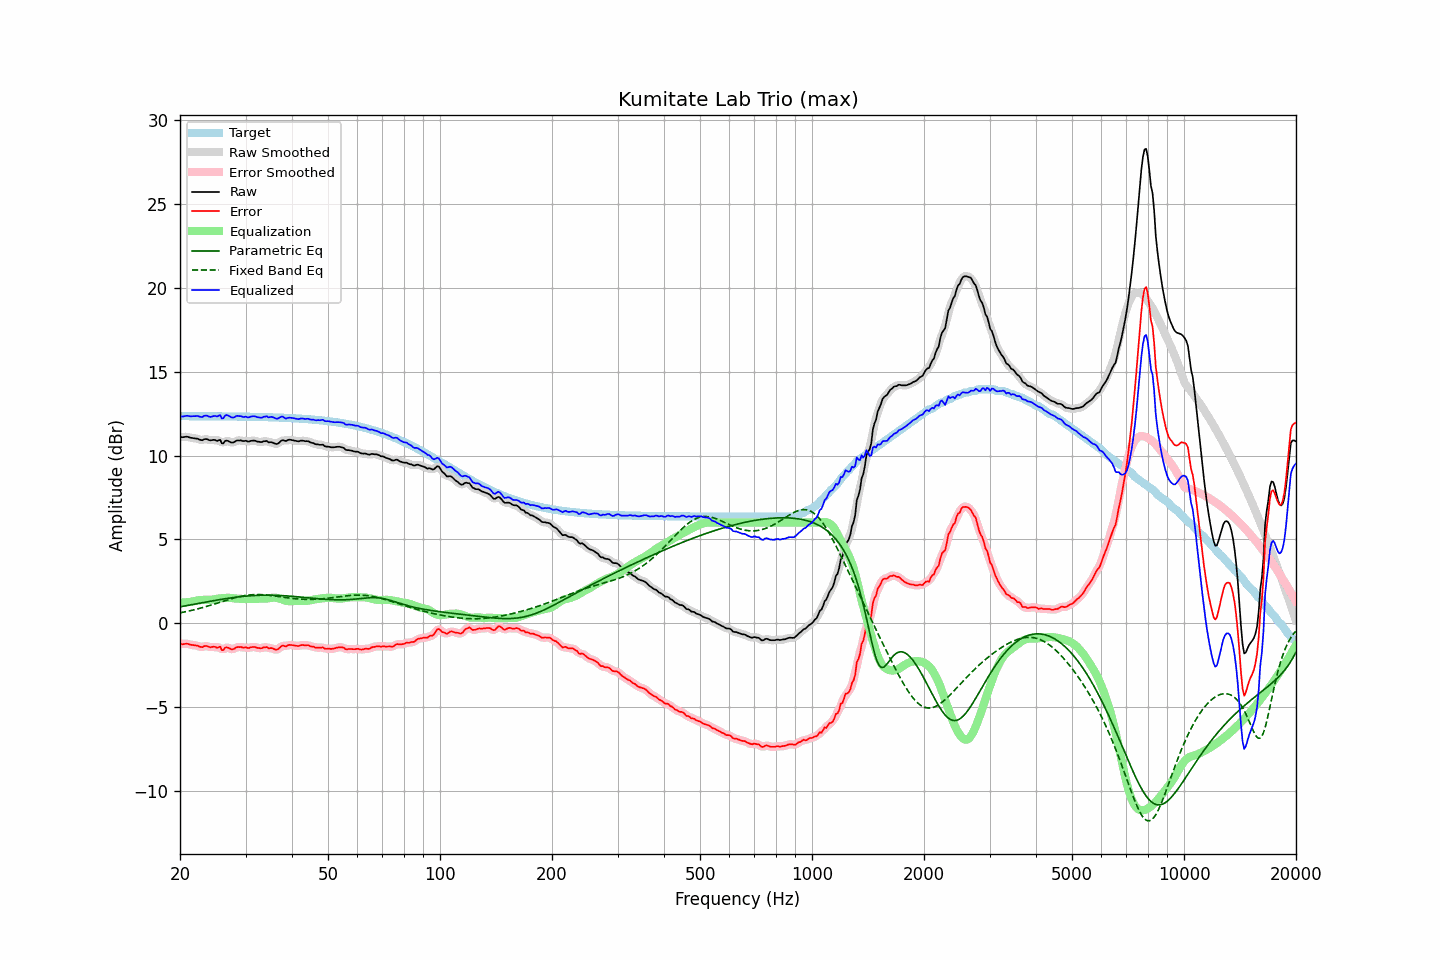 Kumitate Lab Trio (max)
Target
Raw Smoothed
Error Smoothed
Raw
Error
Equalization
Parametric Eq
Fixed Band Eq
Equalized
30
25
20
15
10
5
0
−5
−10
Amplitude (dBr)
20 50 100 200 500 1000 2000 5000 10000 20000
Frequency (Hz)